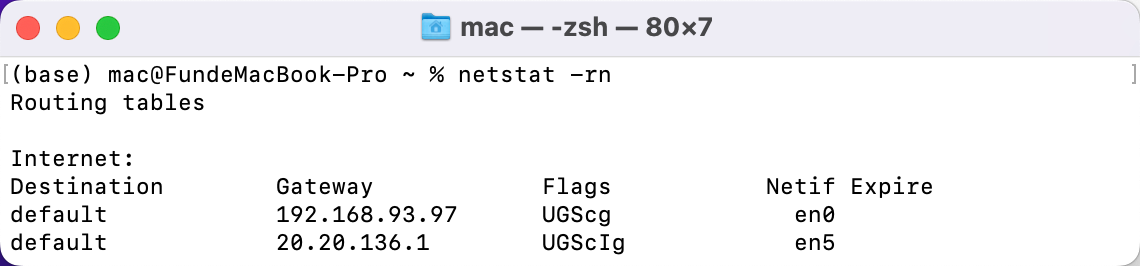 mac — -zsh — 80×7
[(base) mac@FundeMacBook-Pro ~ % netstat -rn ]
Routing tables
Internet:
Destination Gateway Flags Netif Expire
default 192.168.93.97 UGScg en0
default 20.20.136.1 UGScIg en5